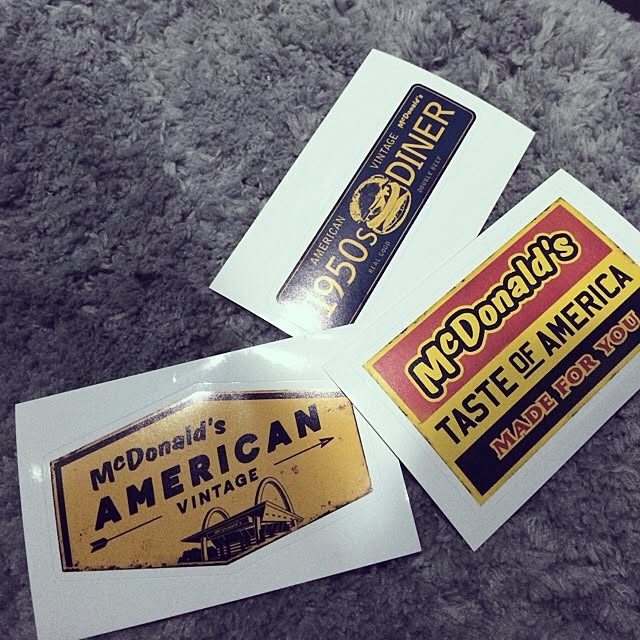 AMERICAN VINTAGE McDonald's
1950s DINER
REAL GOOD DOUBLE BEEF
McDonald's
TASTE OF AMERICA
MADE FOR YOU
McDonald's
AMERICAN
VINTAGE